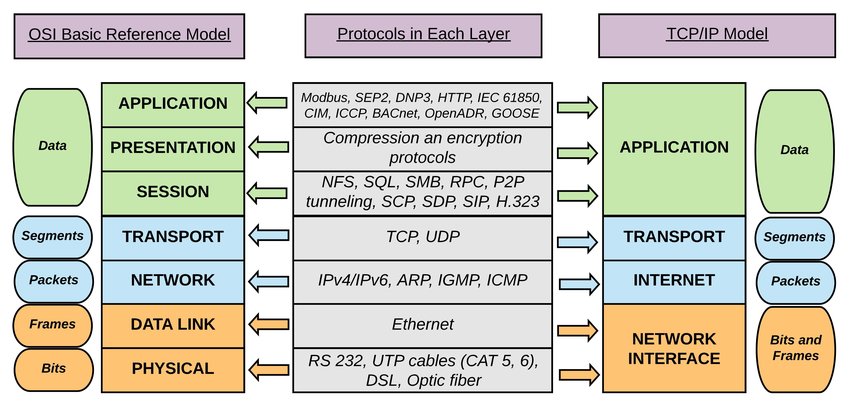 OSI Basic Reference Model
Protocols in Each Layer
TCP/IP Model
Data
APPLICATION
Modbus, SEP2, DNP3, HTTP, IEC 61850,
CIM, ICCP, BACnet, OpenADR, GOOSE
PRESENTATION
Compression an encryption
protocols
SESSION
NFS, SQL, SMB, RPC, P2P
tunneling, SCP, SDP, SIP, H.323
APPLICATION
Data
Segments
TRANSPORT
TCP, UDP
TRANSPORT
Segments
Packets
NETWORK
IPv4/IPv6, ARP, IGMP, ICMP
INTERNET
Packets
Frames
DATA LINK
Ethernet
Bits
PHYSICAL
RS 232, UTP cables (CAT 5, 6),
DSL, Optic fiber
NETWORK
INTERFACE
Bits and
Frames